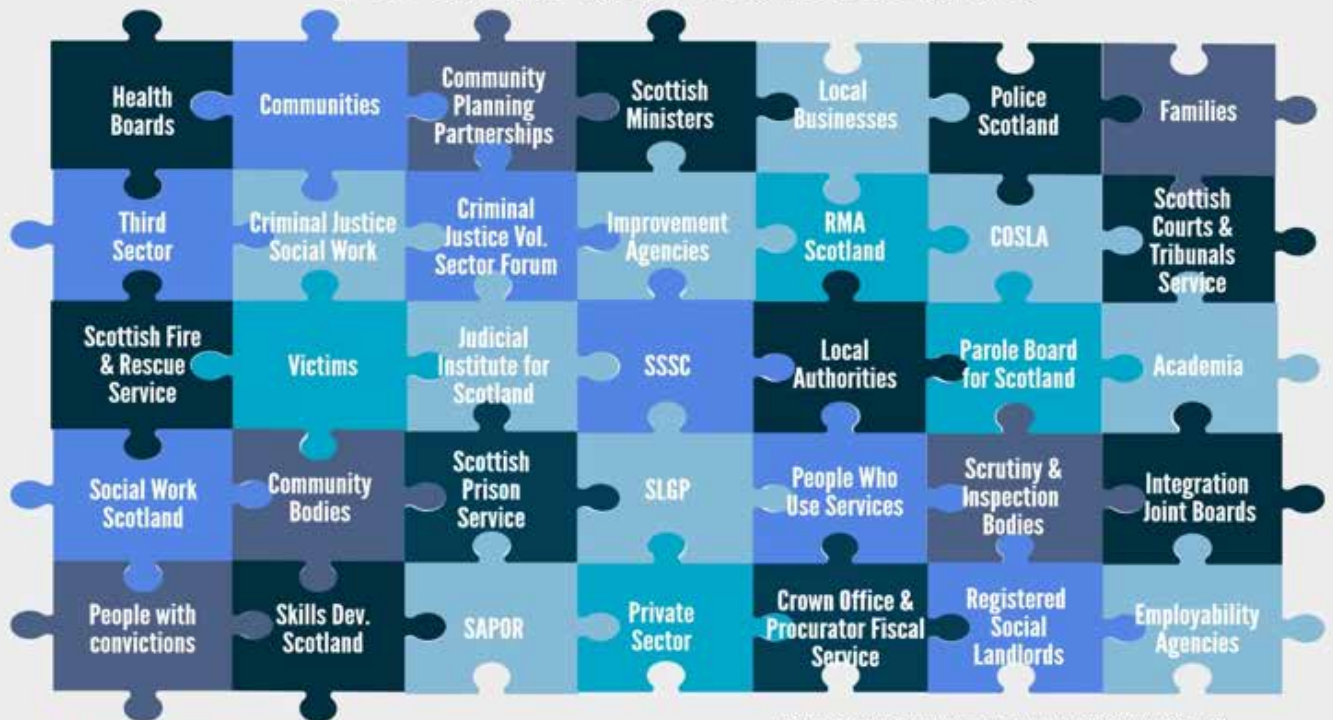 Health
Boards
Communities
Community
Planning
Partnerships
Scottish
Ministers
Local
Businesses
Police
Scotland
Families
Third
Sector
Criminal Justice
Social Work
Criminal
Justice Vol.
Sector Forum
Improvement
Agencies
RMA
Scotland
COSLA
Scottish
Courts &
Tribunals
Service
Scottish Fire
& Rescue
Service
Victims
Judicial
Institute for
Scotland
SSSC
Local
Authorities
Parole Board
for Scotland
Academia
Social Work
Scotland
Community
Bodies
Scottish
Prison
Service
SLGP
People Who
Use Services
Scrutiny &
Inspection
Bodies
Integration
Joint Boards
People with
convictions
Skills Dev.
Scotland
SAPOR
Private
Sector
Crown Office &
Procurator Fiscal
Service
Registered
Social
Landlords
Employability
Agencies